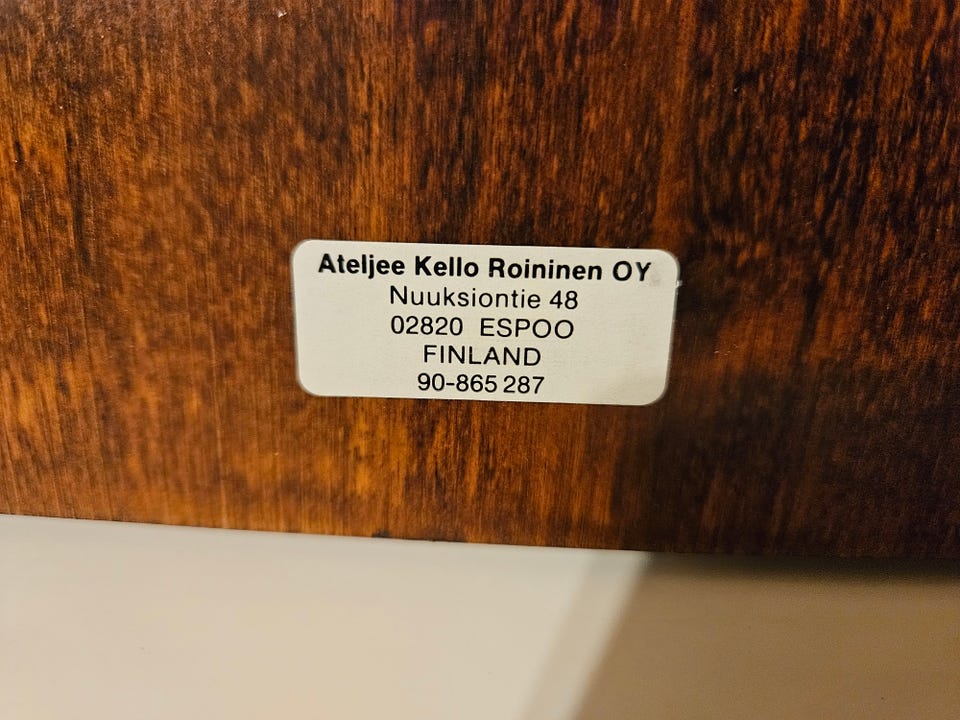 Ateljee Kello Roininen OY
Nuuksiontie 48
02820 ESPOO
FINLAND
90-865 287